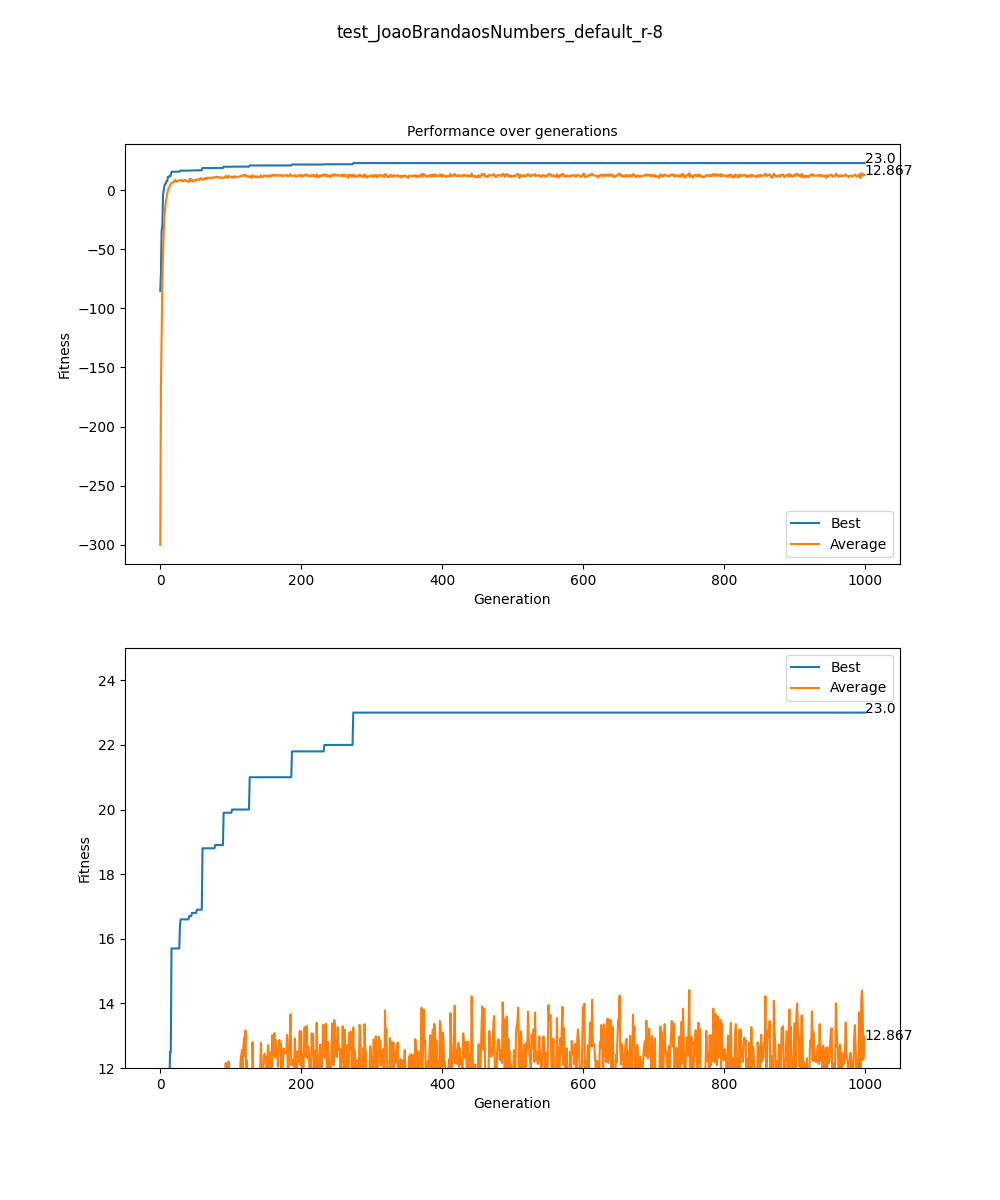 test_JoaoBrandaosNumbers_default_r-8
Performance over generations
23.0
12.867
0
−50
−100
−150
−200
−250
−300
Fitness
Best
Average
0 200 400 600 800 1000
Generation
24
22
20
18
16
14
12
Fitness
Best
Average
23.0
12.867
0 200 400 600 800 1000
Generation